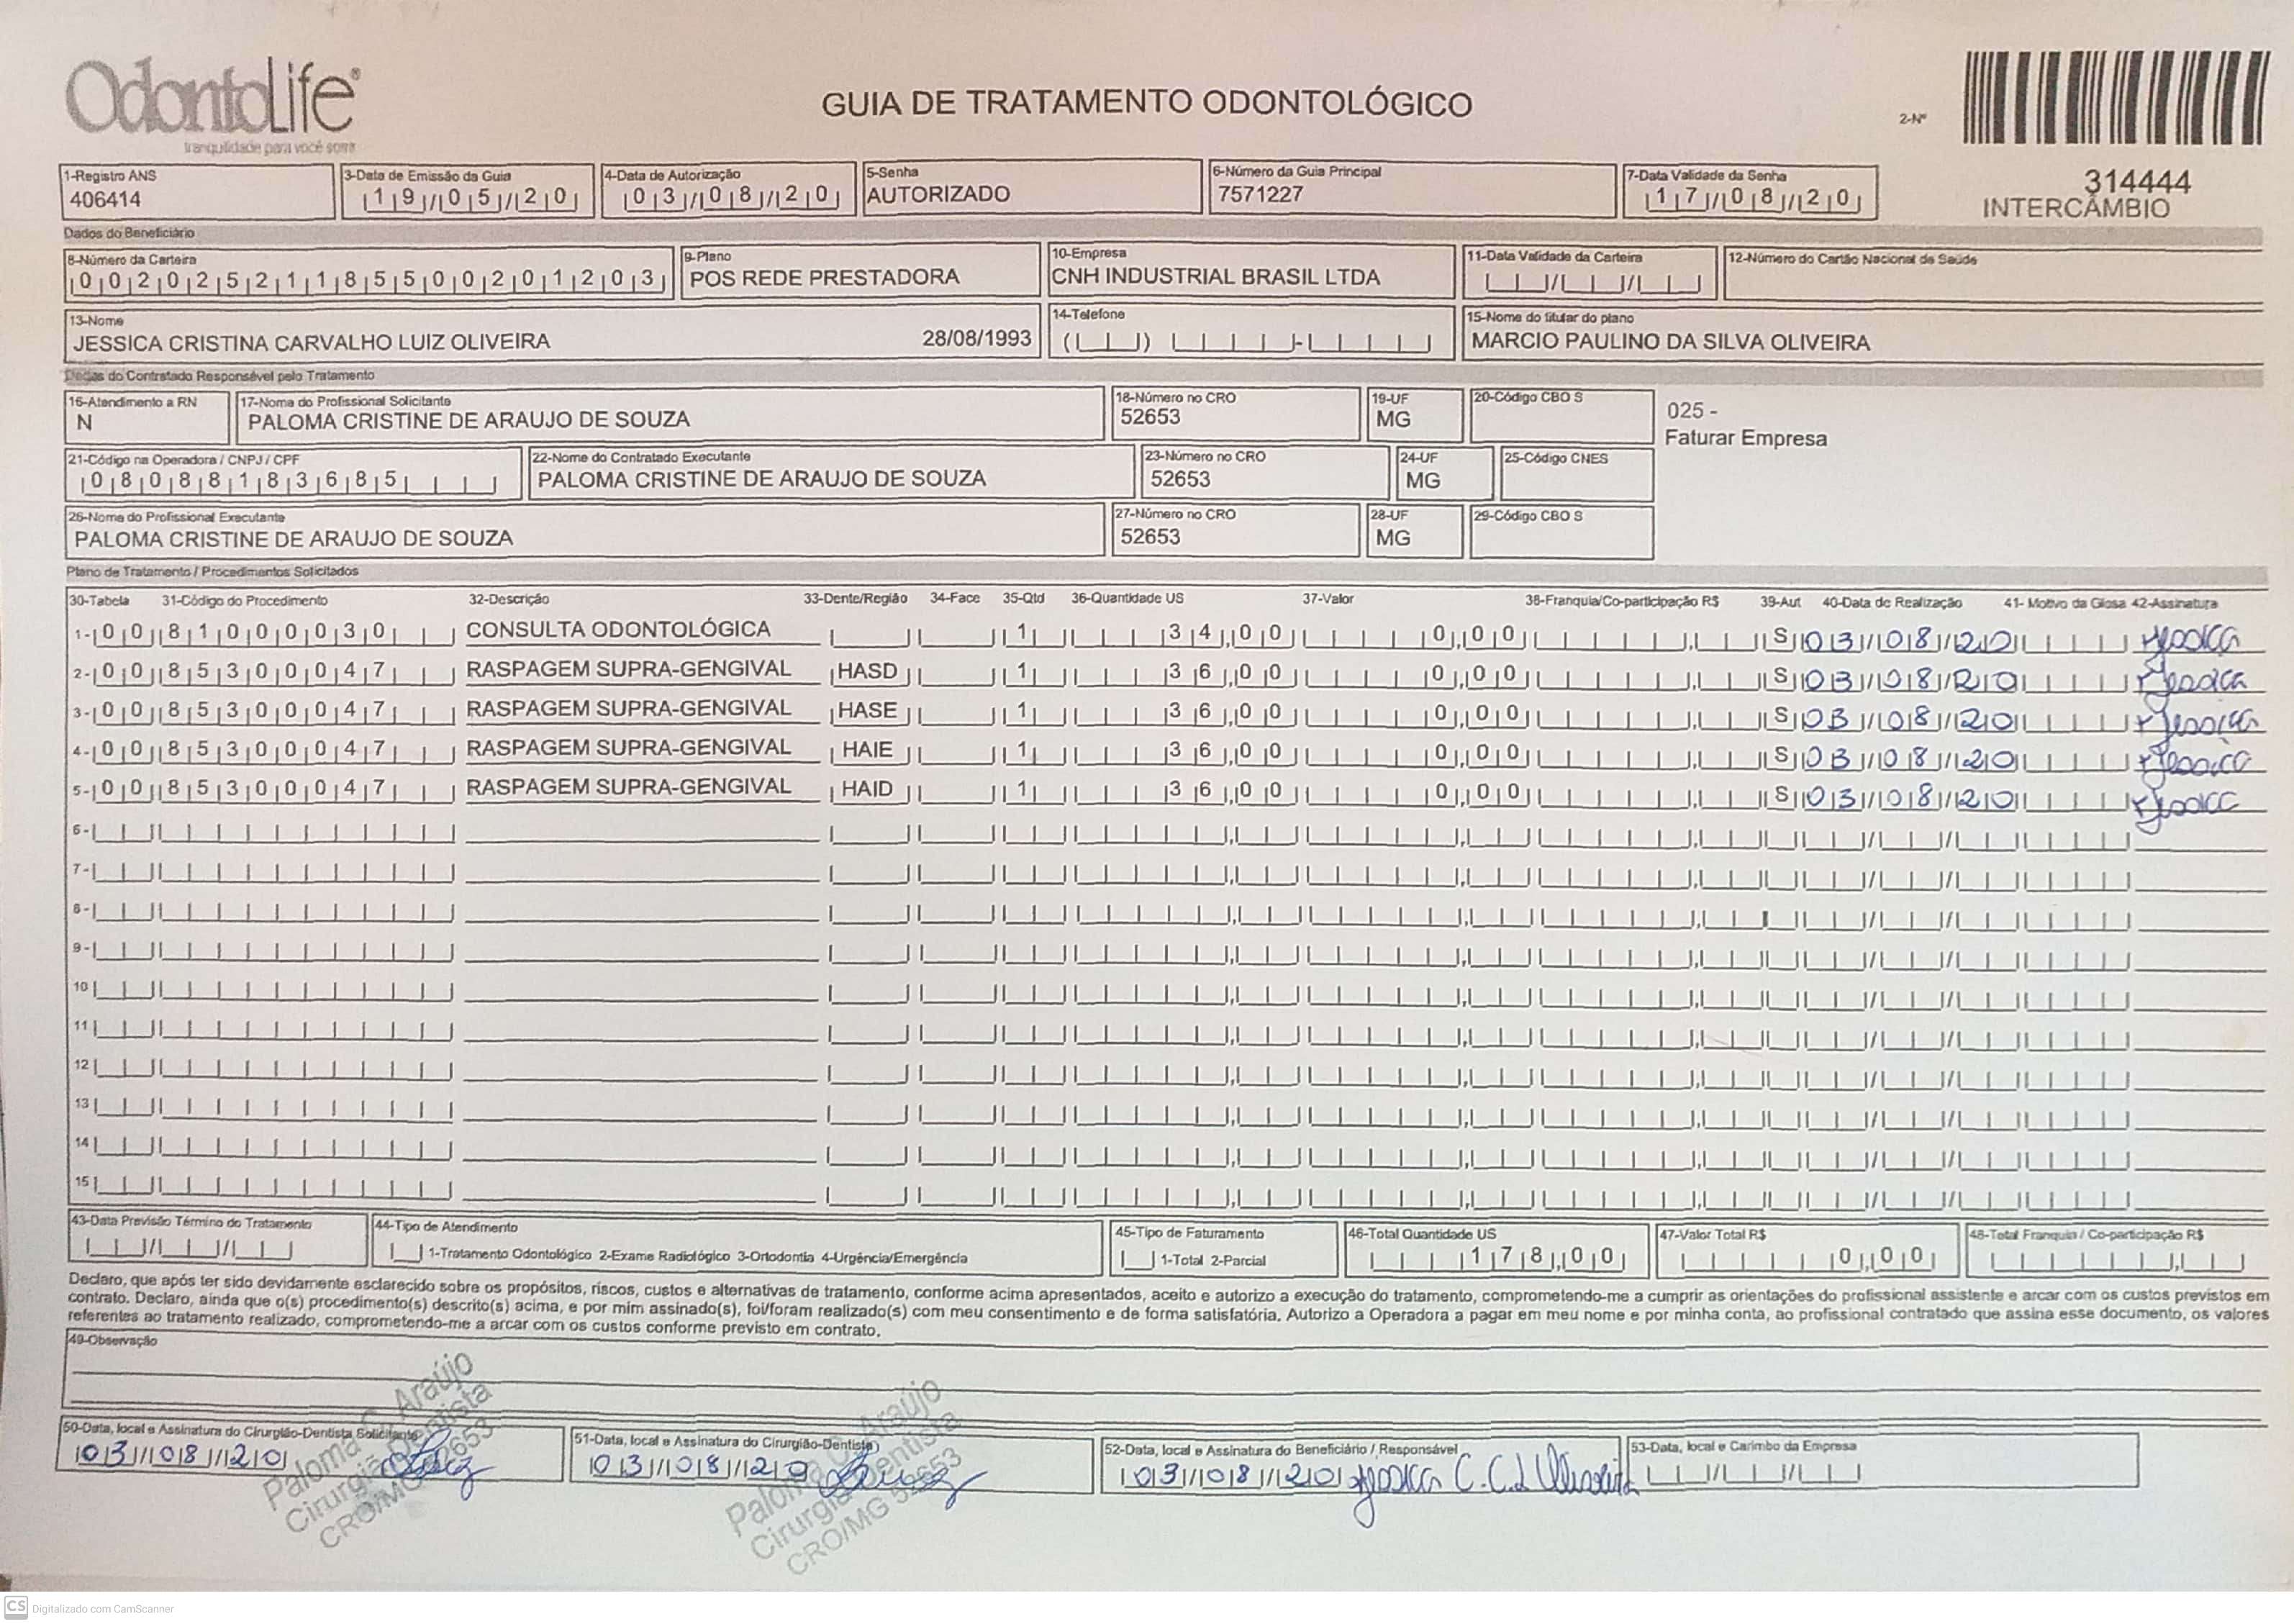 OdontoLife®
tranquilidade para você sorrir
GUIA DE TRATAMENTO ODONTOLÓGICO
2-Nº
314444
INTERCÂMBIO
1-Registro ANS
406414
3-Data de Emissão da Guia
19/05/20
4-Data de Autorização
03/08/20
5-Senha
AUTORIZADO
6-Número da Guia Principal
7571227
7-Data Validade da Senha
17/08/20
Dados do Beneficiário
8-Número da Carteira
00202521185500201203
9-Plano
POS REDE PRESTADORA
10-Empresa
CNH INDUSTRIAL BRASIL LTDA
11-Data Validade da Carteira
12-Número do Cartão Nacional de Saúde
13-Nome
JESSICA CRISTINA CARVALHO LUIZ OLIVEIRA 28/08/1993
14-Telefone
15-Nome do titular do plano
MARCIO PAULINO DA SILVA OLIVEIRA
Dados do Contratado Responsável pelo Tratamento
16-Atendimento a RN
N
17-Nome do Profissional Solicitante
PALOMA CRISTINE DE ARAUJO DE SOUZA
18-Número no CRO
52653
19-UF
MG
20-Código CBO S
025 -
Faturar Empresa
21-Código na Operadora / CNPJ / CPF
08088183685
22-Nome do Contratado Executante
PALOMA CRISTINE DE ARAUJO DE SOUZA
23-Número no CRO
52653
24-UF
MG
25-Código CNES
26-Nome do Profissional Executante
PALOMA CRISTINE DE ARAUJO DE SOUZA
27-Número no CRO
52653
28-UF
MG
29-Código CBO S
Plano de Tratamento / Procedimentos Solicitados
30-Tabela 31-Código do Procedimento 32-Descrição 33-Dente/Região 34-Face 35-Qtd 36-Quantidade US 37-Valor 38-Franquia/Co-participação R$ 39-Aut 40-Data de Realização 41- Motivo da Glosa 42-Assinatura
1- 00 81000030 CONSULTA ODONTOLÓGICA 1 34,00 0,00 S 03/08/20 Jessica
2- 00 85300047 RASPAGEM SUPRA-GENGIVAL HASD 1 36,00 0,00 S 03/08/20 Jessica
3- 00 85300047 RASPAGEM SUPRA-GENGIVAL HASE 1 36,00 0,00 S 03/08/20 Jessica
4- 00 85300047 RASPAGEM SUPRA-GENGIVAL HAIE 1 36,00 0,00 S 03/08/20 Jessica
5- 00 85300047 RASPAGEM SUPRA-GENGIVAL HAID 1 36,00 0,00 S 03/08/20 Jessica
6-
7-
8-
9-
10
11
12
13
14
15
43-Data Previsão Término do Tratamento
44-Tipo de Atendimento
1-Tratamento Odontológico 2-Exame Radiológico 3-Ortodontia 4-Urgência/Emergência
45-Tipo de Faturamento
1-Total 2-Parcial
46-Total Quantidade US
178,00
47-Valor Total R$
0,00
48-Total Franquia / Co-participação R$
Declaro, que após ter sido devidamente esclarecido sobre os propósitos, riscos, custos e alternativas de tratamento, conforme acima apresentados, aceito e autorizo a execução do tratamento, comprometendo-me a cumprir as orientações do profissional assistente e arcar com os custos previstos em
contrato. Declaro, ainda que o(s) procedimento(s) descrito(s) acima, e por mim assinado(s), foi/foram realizado(s) com meu consentimento e de forma satisfatória. Autorizo a Operadora a pagar em meu nome e por minha conta, ao profissional contratado que assina esse documento, os valores
referentes ao tratamento realizado, comprometendo-me a arcar com os custos conforme previsto em contrato.
49-Observação
50-Data, local e Assinatura do Cirurgião-Dentista Solicitante
03/08/20
Paloma C. Araújo
Cirurgiã Dentista
CRO/MG 52653
51-Data, local e Assinatura do Cirurgião-Dentista
03/08/20
Paloma C. Araújo
Cirurgiã Dentista
CRO/MG 52653
52-Data, local e Assinatura do Beneficiário / Responsável
03/08/20 Jessica C. C. L Oliveira
53-Data, local e Carimbo da Empresa
CS Digitalizado com CamScanner